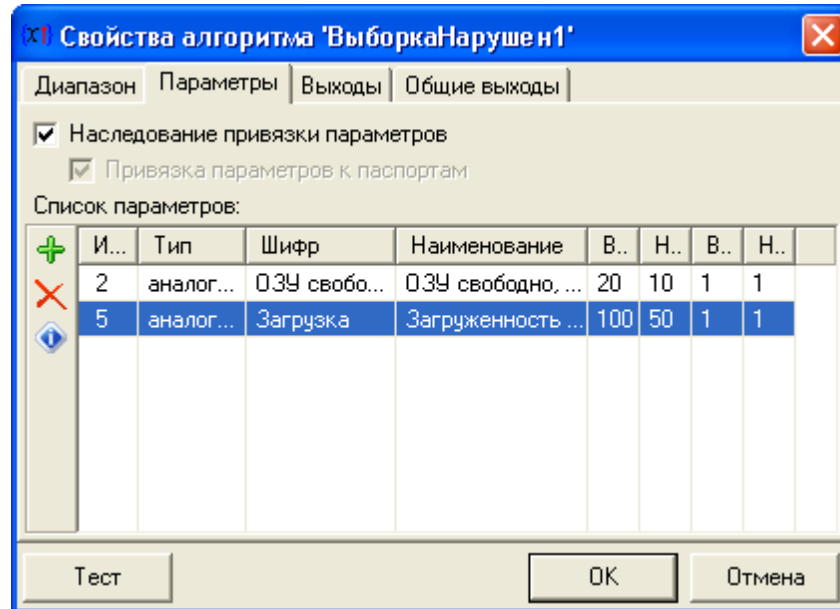 Свойства алгоритма 'ВыборкаНарушен1'
Диапазон Параметры Выходы Общие выходы
Наследование привязки параметров
Привязка параметров к паспортам
Список параметров:
И... Тип Шифр Наименование В.. Н.. В.. Н..
2 аналог... ОЗУ свобо... ОЗУ свободно, ... 20 10 1 1
5 аналог... Загрузка Загруженность ... 100 50 1 1
Тест ОК Отмена